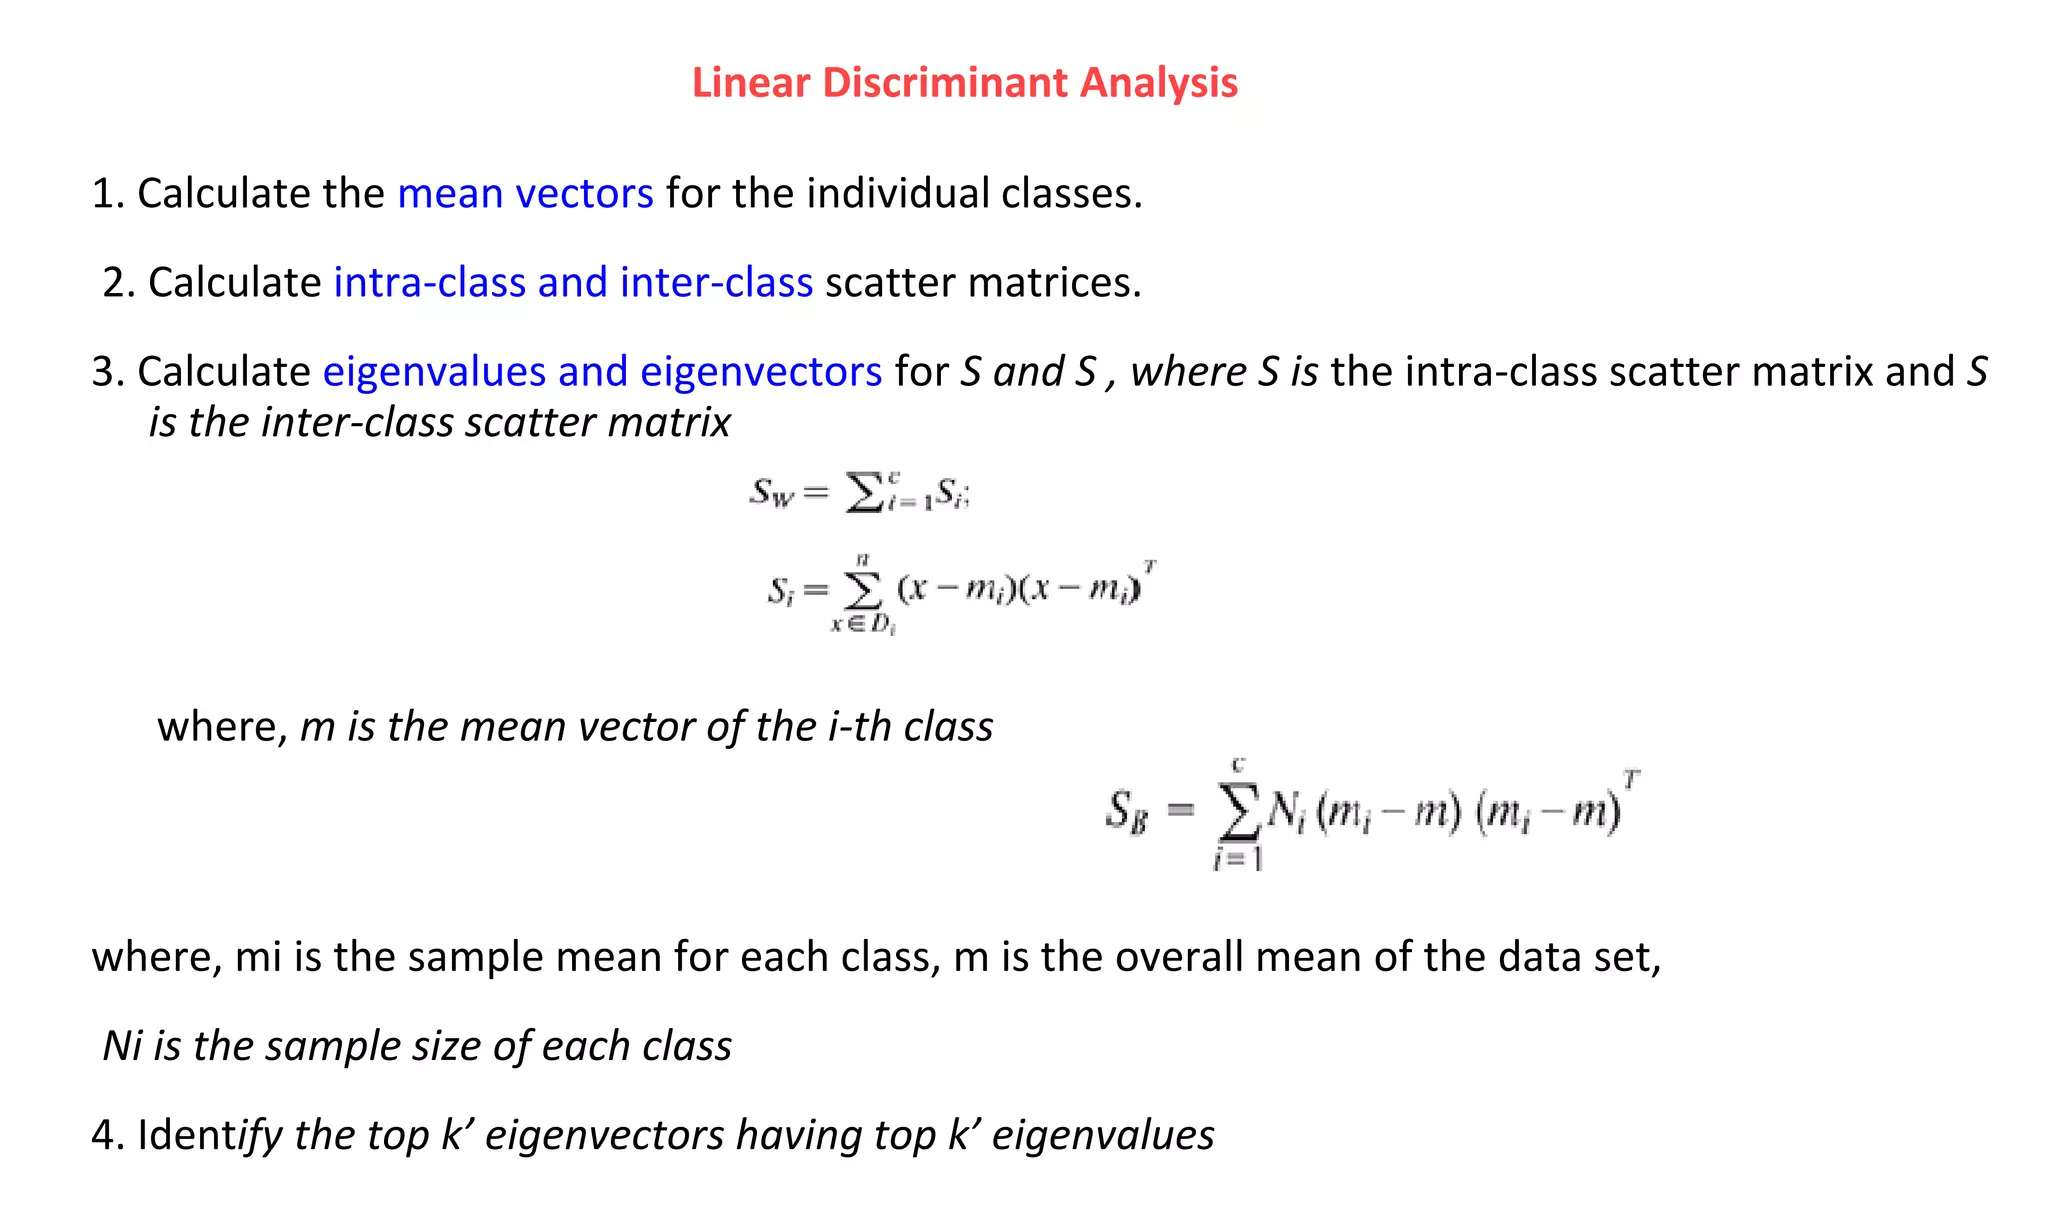 Linear Discriminant Analysis
1. Calculate the mean vectors for the individual classes.
2. Calculate intra-class and inter-class scatter matrices.
3. Calculate eigenvalues and eigenvectors for S and S , where S is the intra-class scatter matrix and S
is the inter-class scatter matrix
S_W = ∑_{i=1}^{c} S_i;
S_i = ∑_{x∈D_i}^{n} (x − m_i)(x − m_i)^T
where, m is the mean vector of the i-th class
S_B = ∑_{i=1}^{c} N_i (m_i − m) (m_i − m)^T
where, mi is the sample mean for each class, m is the overall mean of the data set,
Ni is the sample size of each class
4. Identify the top k’ eigenvectors having top k’ eigenvalues